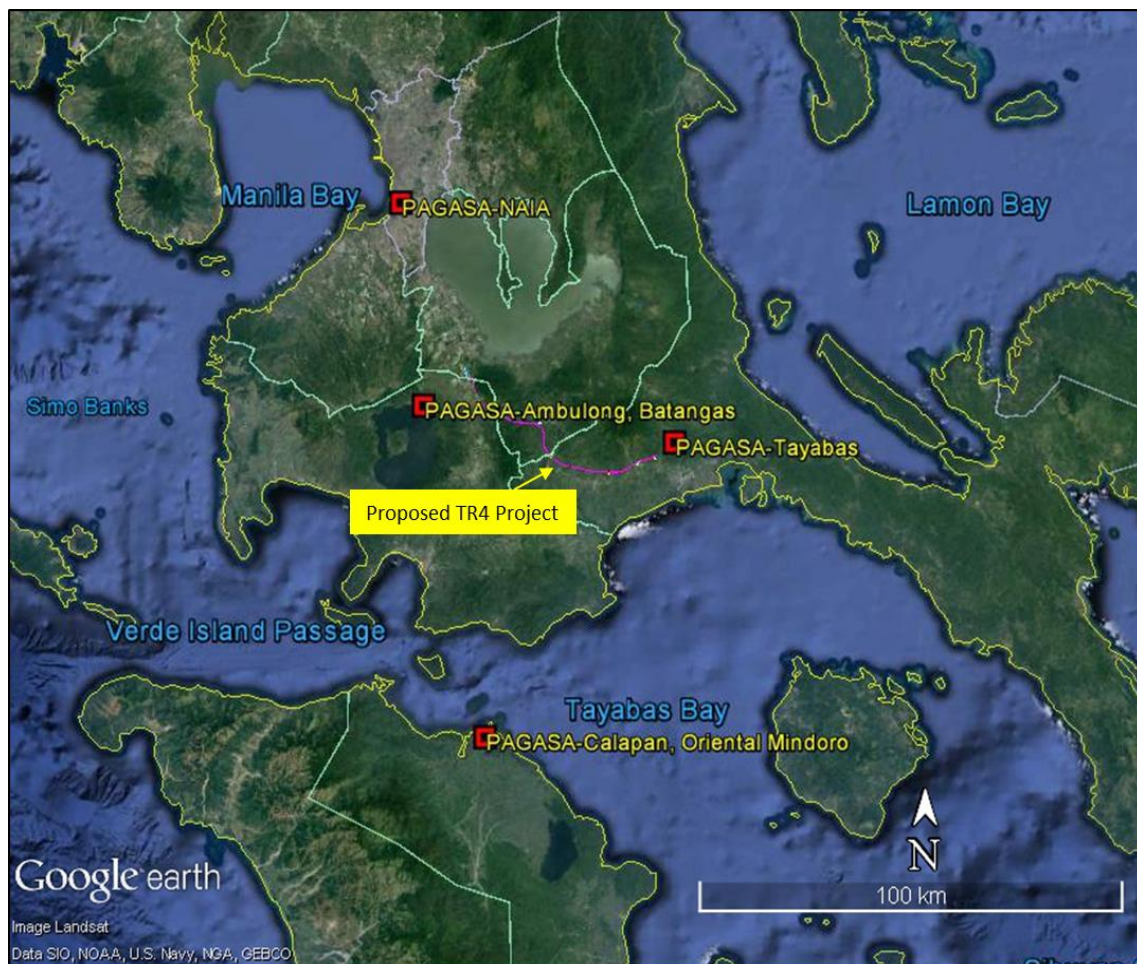 Manila Bay
PAGASA-NAIA
Lamon Bay
Simo Banks
PAGASA-Ambulong, Batangas
PAGASA-Tayabas
Proposed TR4 Project
Verde Island Passage
Tayabas Bay
PAGASA-Calapan, Oriental Mindoro
N
Google earth
100 km
Image Landsat
Data SIO, NOAA, U.S. Navy, NGA, GEBCO